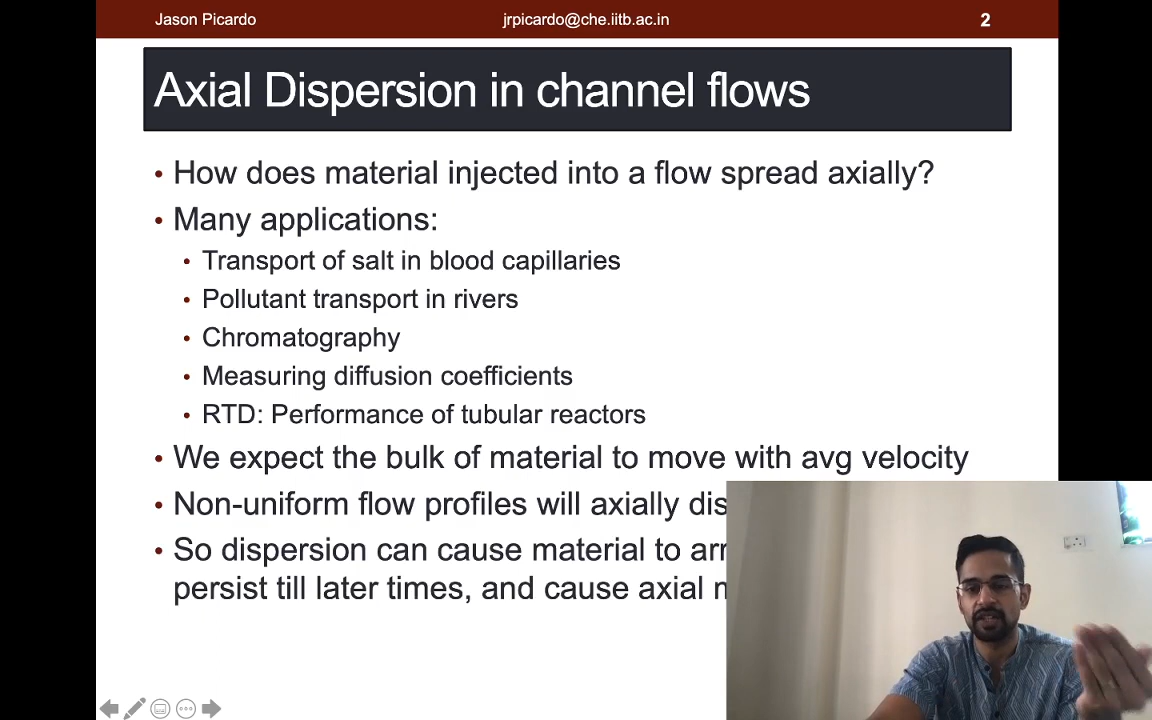 Jason Picardo jrpicardo@che.iitb.ac.in 2
Axial Dispersion in channel flows
• How does material injected into a flow spread axially?
• Many applications:
• Transport of salt in blood capillaries
• Pollutant transport in rivers
• Chromatography
• Measuring diffusion coefficients
• RTD: Performance of tubular reactors
• We expect the bulk of material to move with avg velocity
• Non-uniform flow profiles will axially
• So dispersion can cause material to
persist till later times, and cause axial